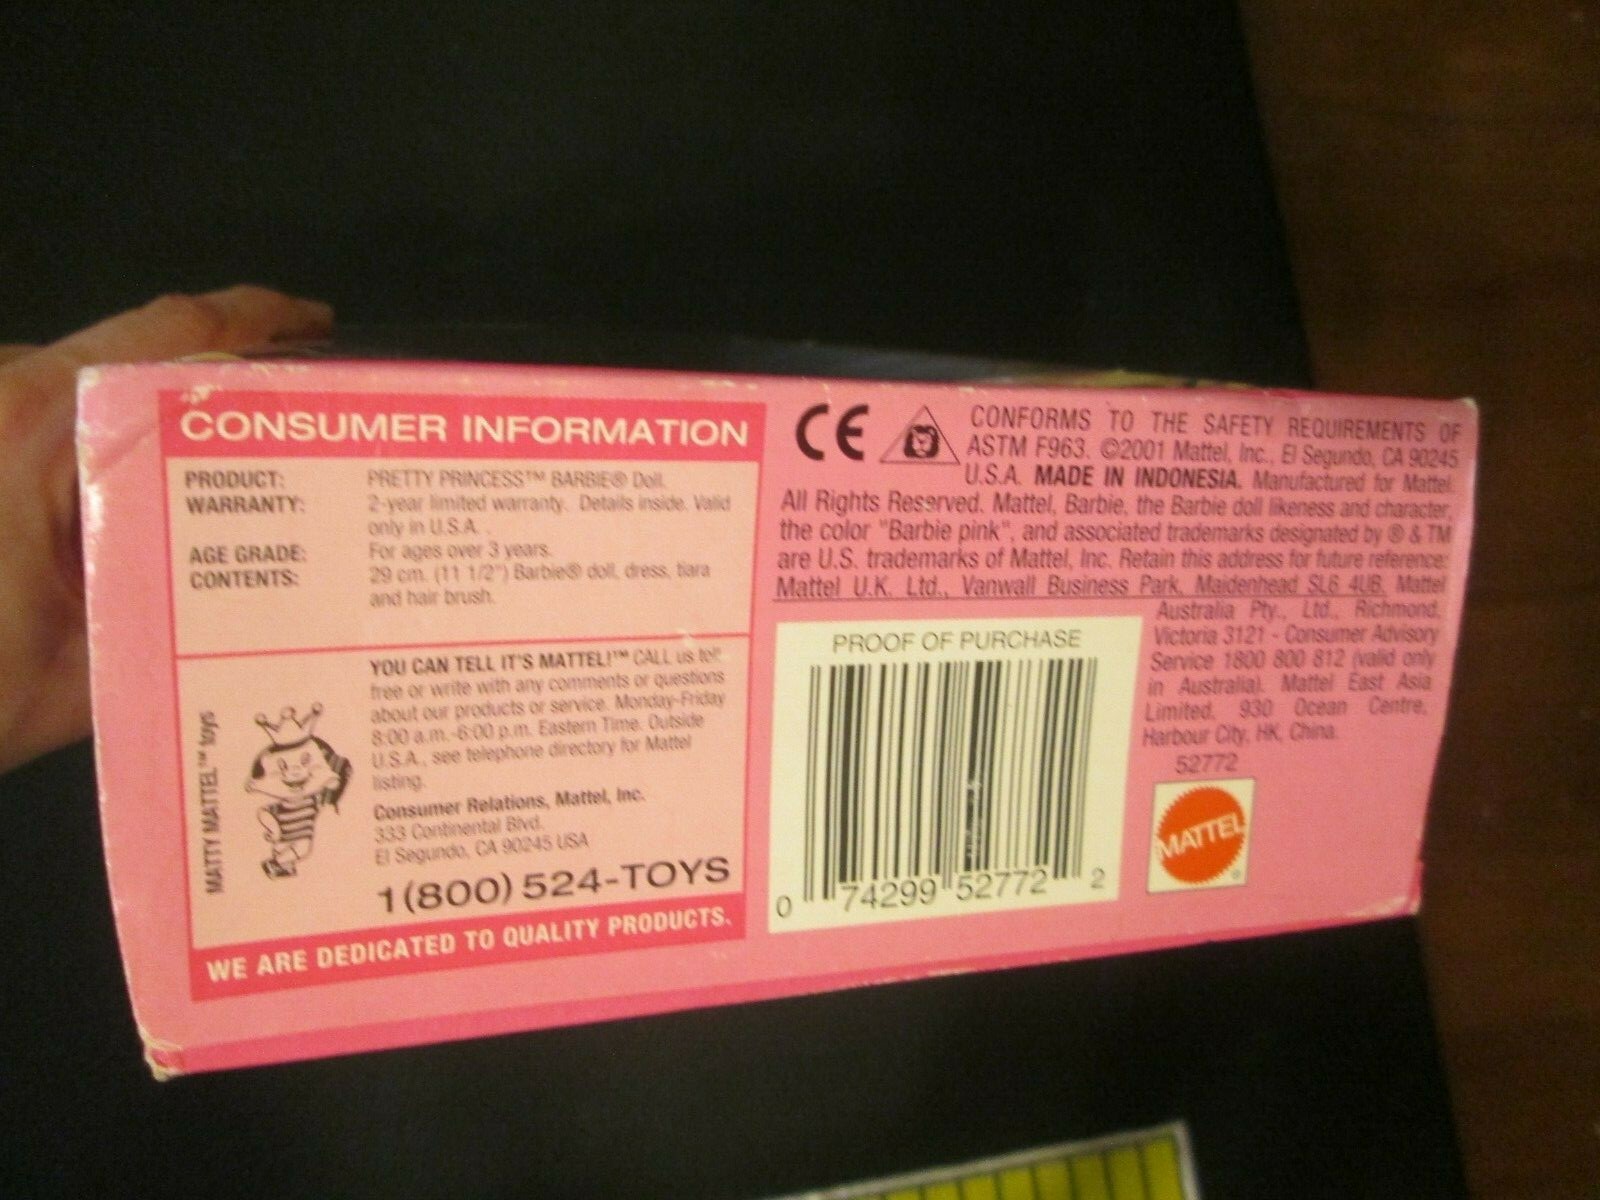 CONSUMER INFORMATION
PRODUCT: PRETTY PRINCESS™ BARBIE® Doll.
WARRANTY: 2-year limited warranty. Details inside. Valid
only in U.S.A. .
AGE GRADE: For ages over 3 years.
CONTENTS: 29 cm. (11 1/2") Barbie® doll, dress, tiara
and hair brush.
MATTY MATTEL™ toys
YOU CAN TELL IT'S MATTEL!™ CALL us toll
free or write with any comments or questions
about our products or service. Monday-Friday
8:00 a.m.-6:00 p.m. Eastern Time. Outside
U.S.A., see telephone directory for Mattel
listing.
Consumer Relations, Mattel, Inc.
333 Continental Blvd.
El Segundo, CA 90245 USA
1(800) 524-TOYS
WE ARE DEDICATED TO QUALITY PRODUCTS.
CE
CONFORMS TO THE SAFETY REQUIREMENTS OF
ASTM F963. ©2001 Mattel, Inc., El Segundo, CA 90245
U.S.A. MADE IN INDONESIA. Manufactured for Mattel.
All Rights Reserved. Mattel, Barbie, the Barbie doll likeness and character,
the color "Barbie pink", and associated trademarks designated by ® & TM
are U.S. trademarks of Mattel, Inc. Retain this address for future reference:
Mattel U.K. Ltd., Vanwall Business Park, Maidenhead SL6 4UB. Mattel
Australia Pty., Ltd., Richmond,
Victoria 3121 - Consumer Advisory
Service 1800 800 812 (valid only
in Australia). Mattel East Asia
Limited, 930 Ocean Centre,
Harbour City, HK, China.
52772
PROOF OF PURCHASE
0 74299 52772 2
MATTEL®